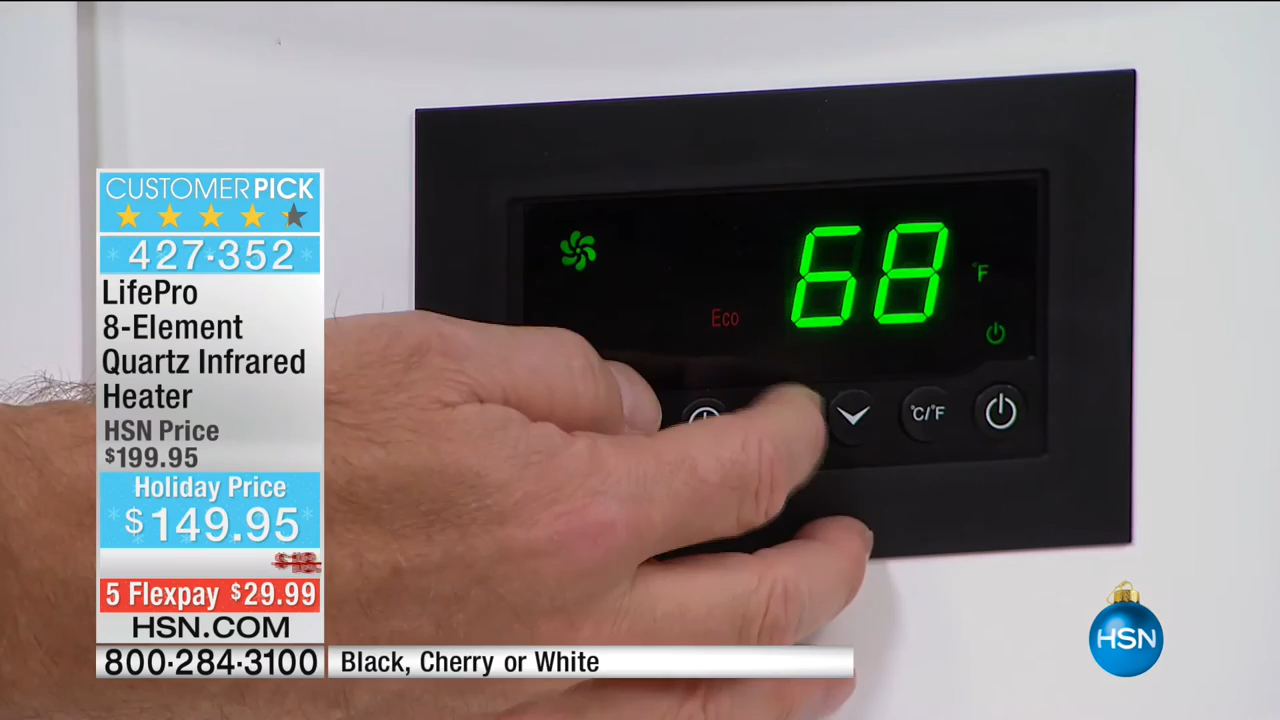 CUSTOMERPICK
427·352
LifePro
8-Element
Quartz Infrared
Heater
HSN Price
$199.95
Holiday Price
$149.95
5 Flexpay $29.99
HSN.COM
800·284·3100
Black, Cherry or White
Eco
68
°F
°C/°F
HSN